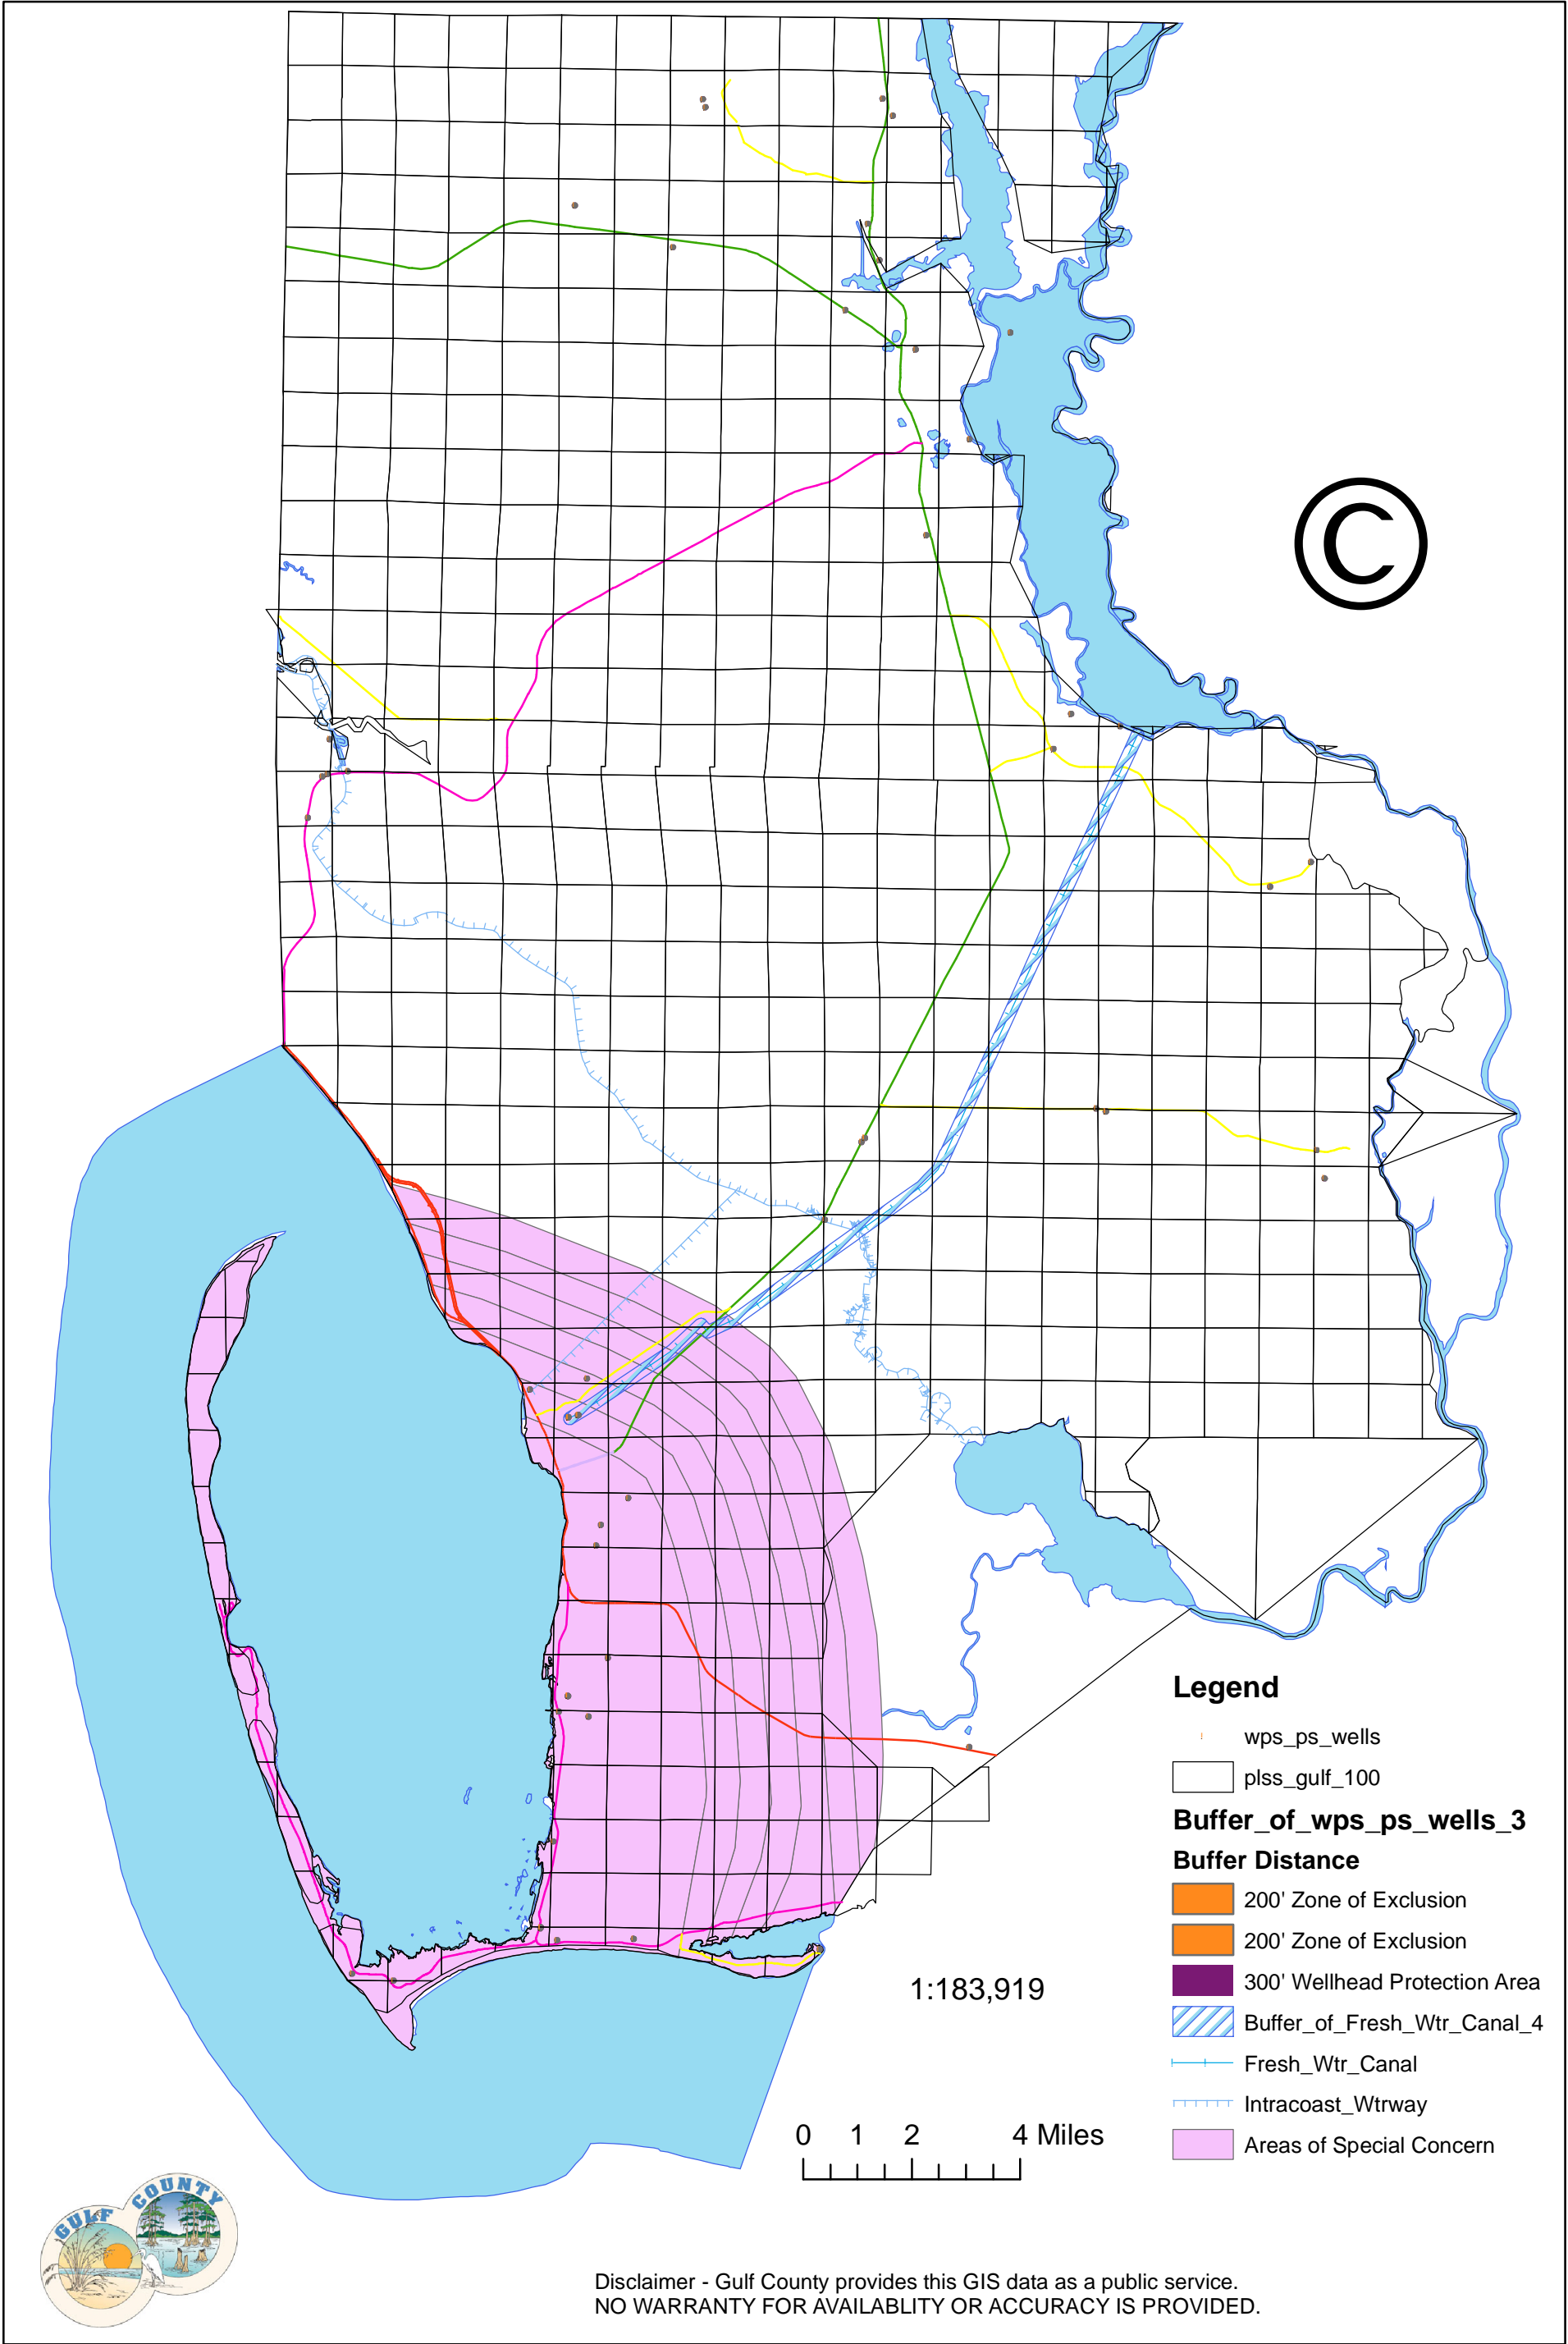 ©
Legend
wps_ps_wells
plss_gulf_100
Buffer_of_wps_ps_wells_3
Buffer Distance
200' Zone of Exclusion
200' Zone of Exclusion
300' Wellhead Protection Area
Buffer_of_Fresh_Wtr_Canal_4
Fresh_Wtr_Canal
Intracoast_Wtrway
Areas of Special Concern
1:183,919
0 1 2 4 Miles
GULF COUNTY
Disclaimer - Gulf County provides this GIS data as a public service.
NO WARRANTY FOR AVAILABLITY OR ACCURACY IS PROVIDED.